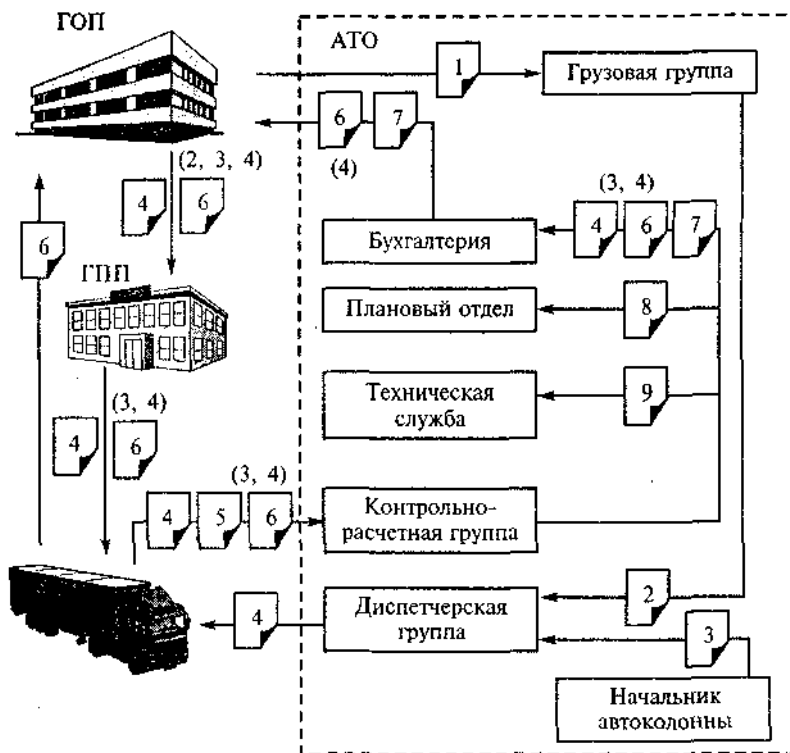 ГОП
АТО
1
Грузовая группа
6
7
(4)
(2, 3, 4)
4
6
(3, 4)
4
6
7
Бухгалтерия
6
ГПП
Плановый отдел
8
Техническая
служба
9
(3, 4)
4
6
(3, 4)
4
5
6
Контрольно-
расчетная группа
4
Диспетчерская
группа
2
3
Начальник
автоколонны